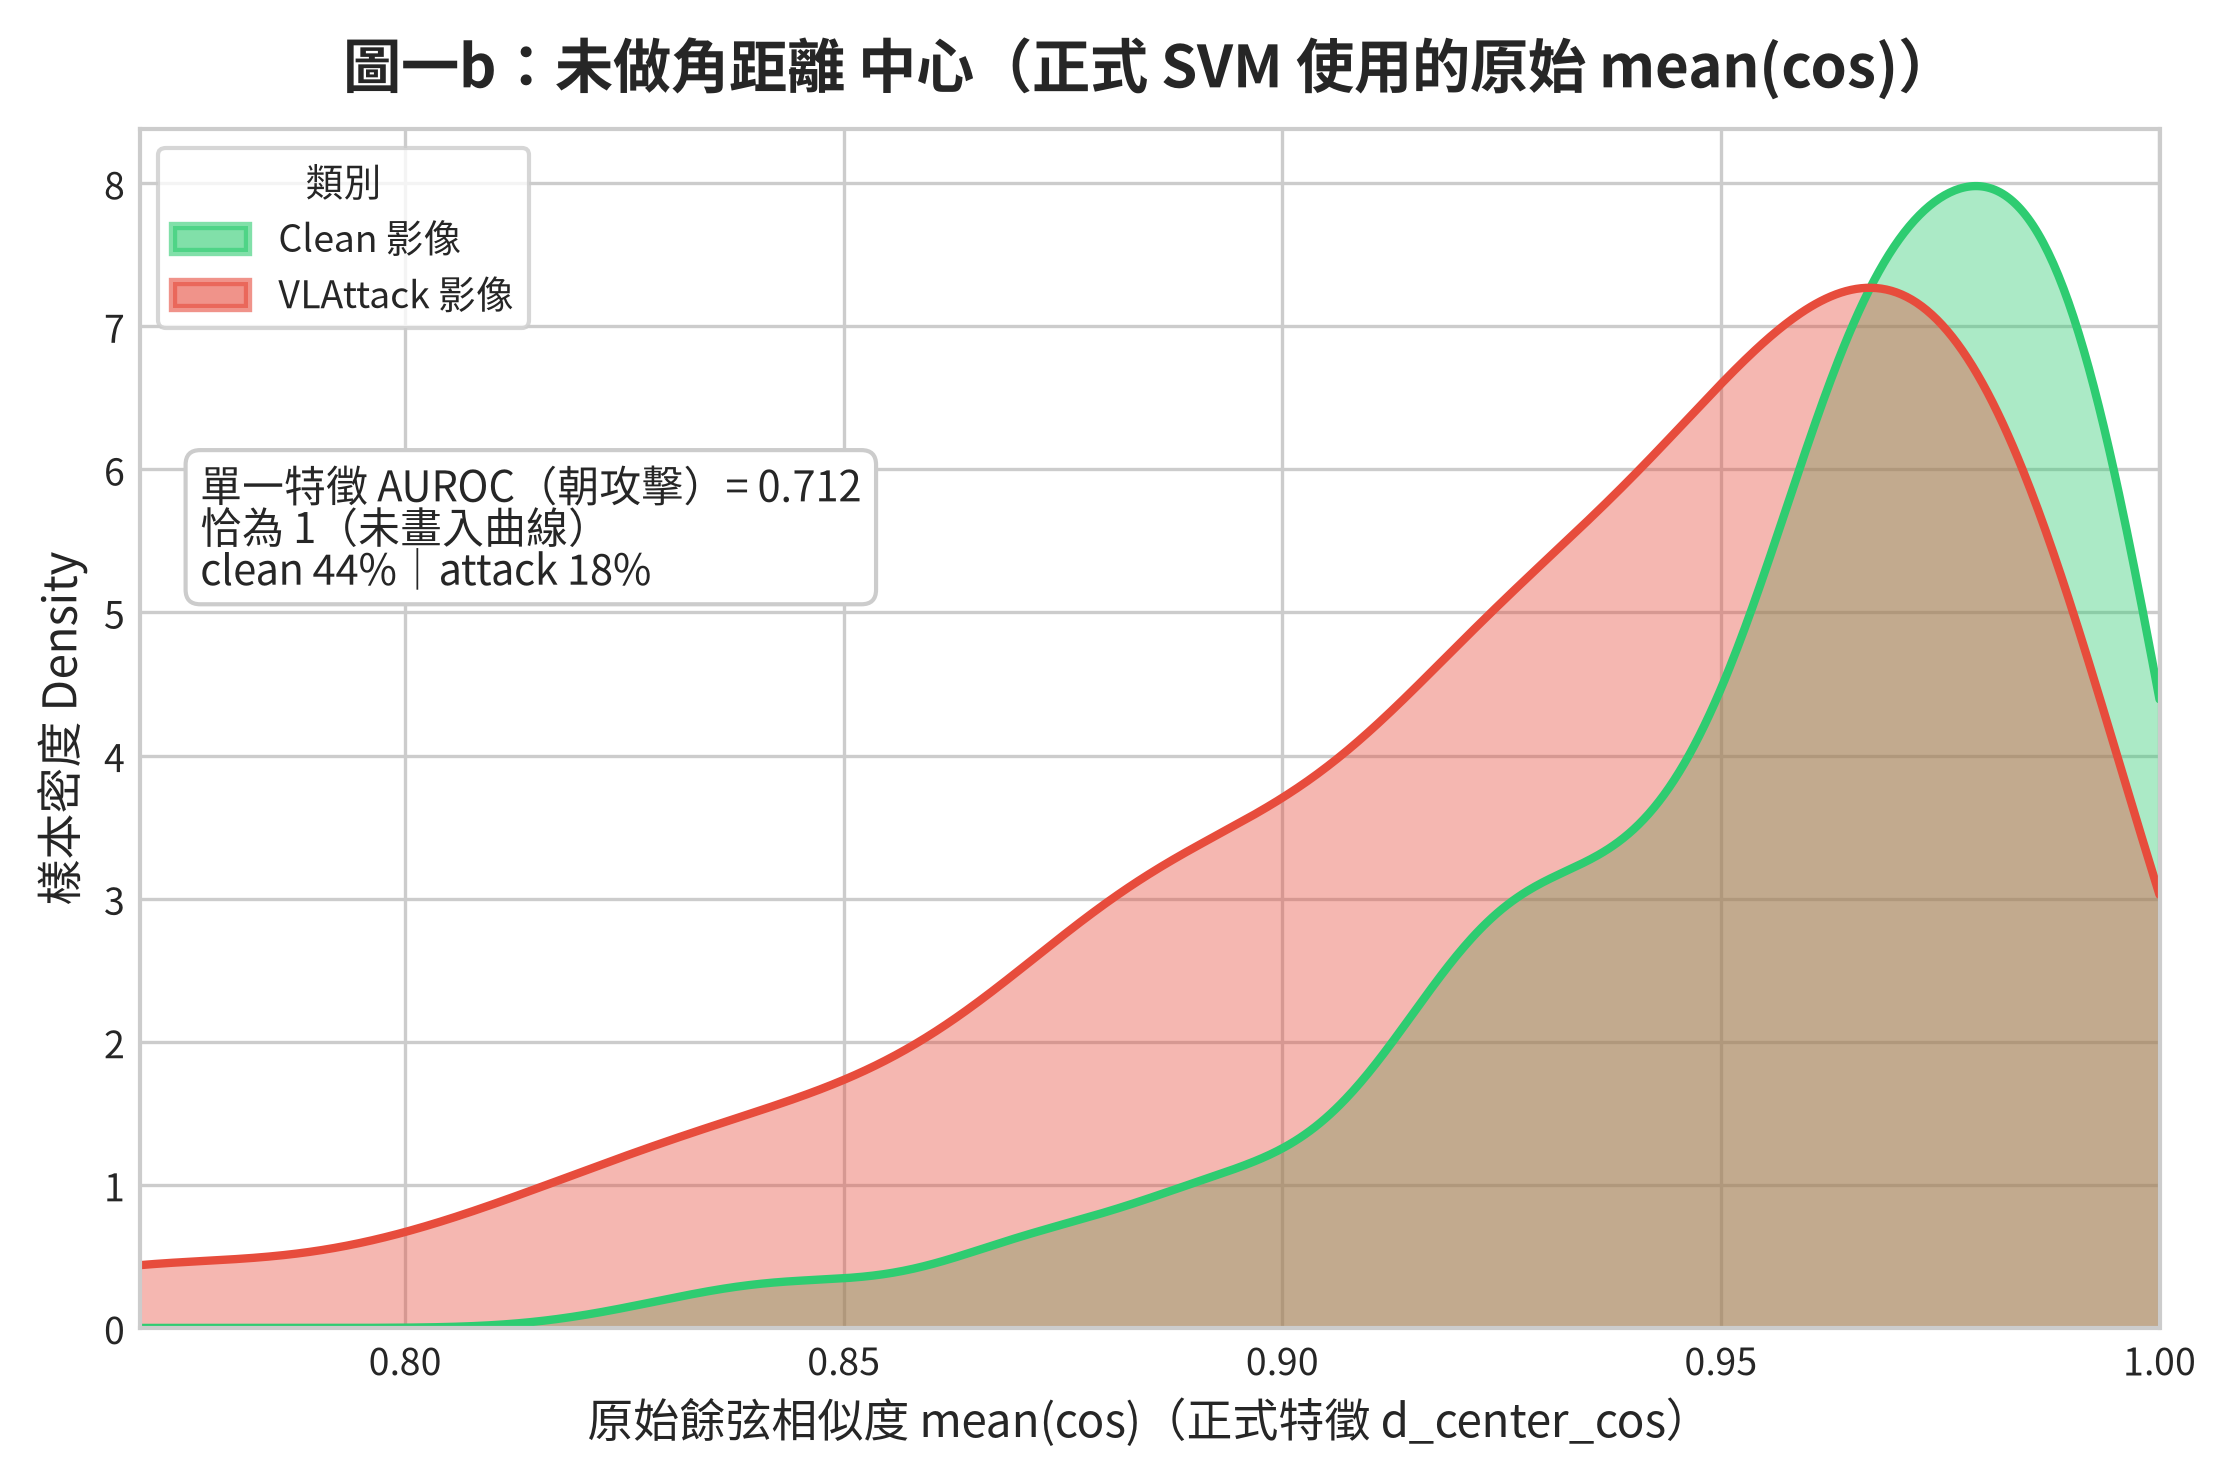 圖一b：未做角距離 中心（正式 SVM 使用的原始 mean(cos)）
類別
Clean 影像
VLAttack 影像
單一特徵 AUROC（朝攻擊）= 0.712
恰為 1（未畫入曲線）
clean 44%｜attack 18%
樣本密度 Density
8
7
6
5
4
3
2
1
0
0.80
0.85
0.90
0.95
1.00
原始餘弦相似度 mean(cos)（正式特徵 d_center_cos）